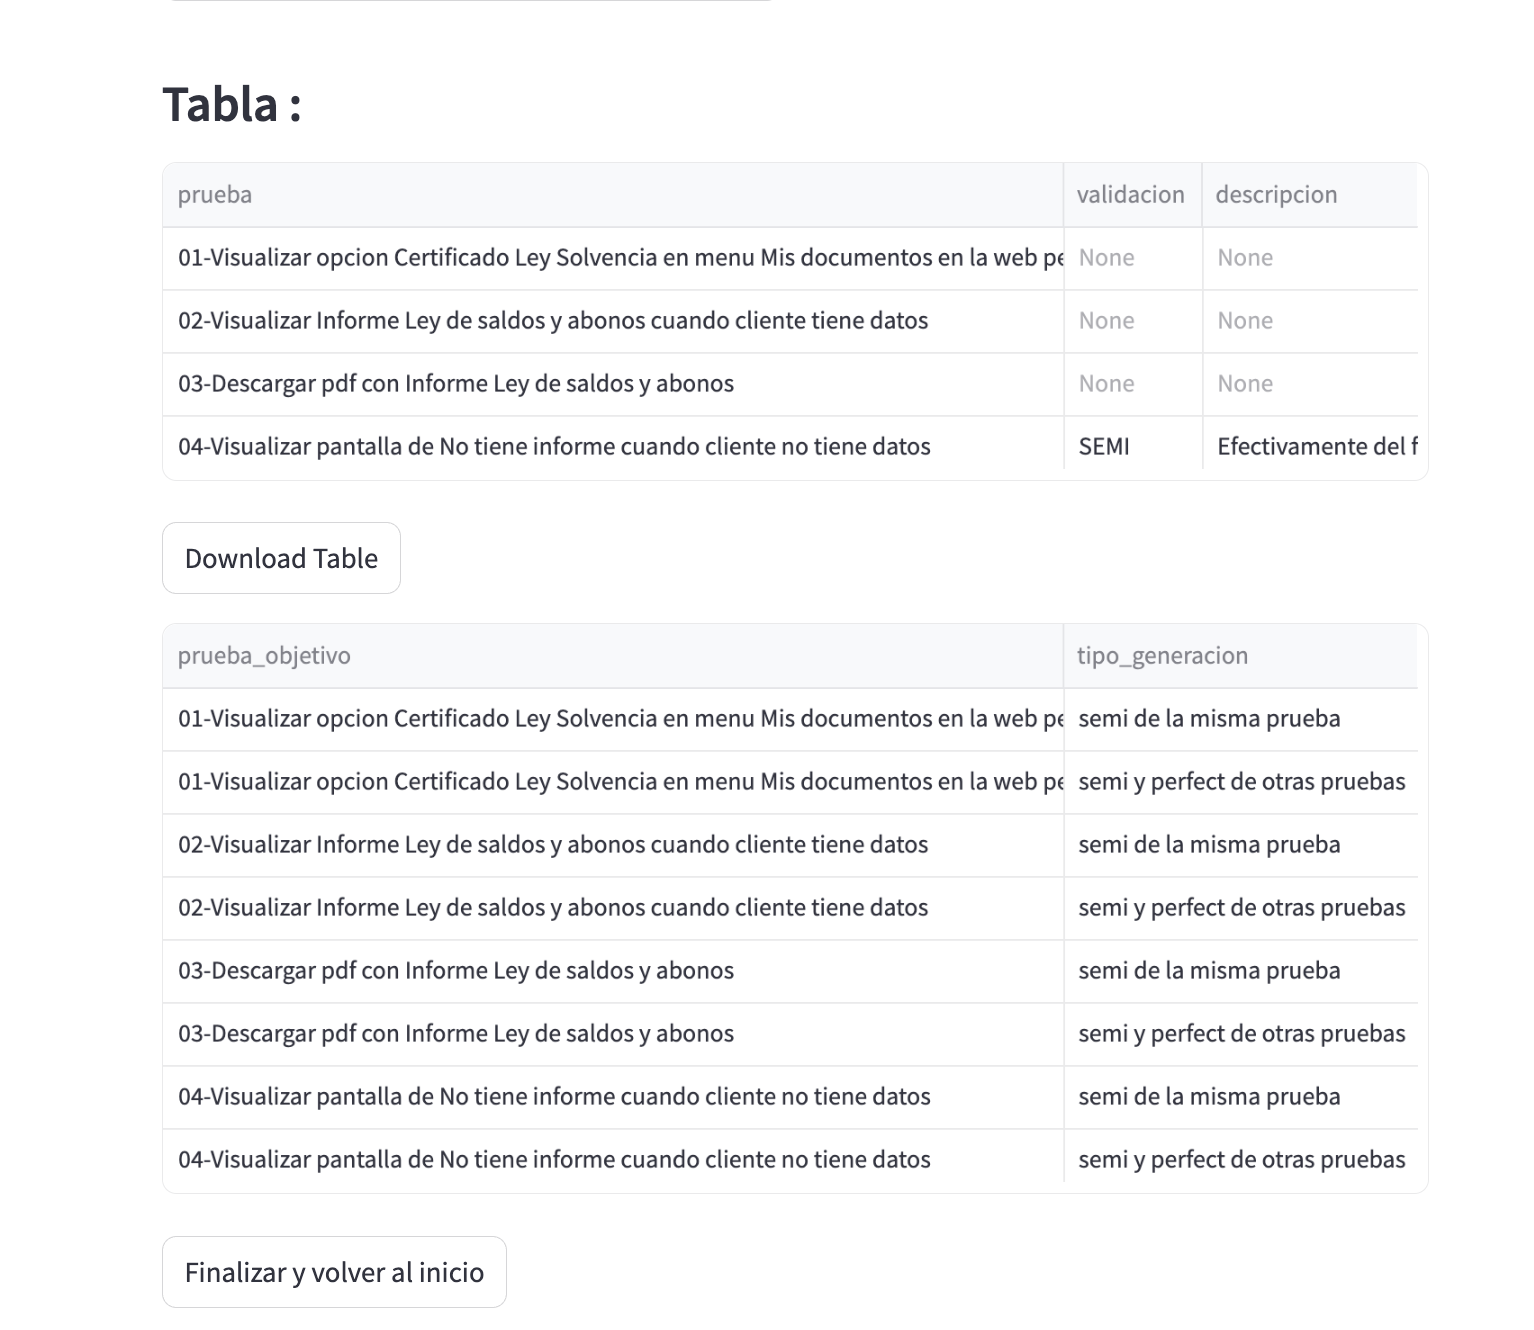 Tabla :
prueba validacion descripcion
01-Visualizar opcion Certificado Ley Solvencia en menu Mis documentos en la web pe None None
02-Visualizar Informe Ley de saldos y abonos cuando cliente tiene datos None None
03-Descargar pdf con Informe Ley de saldos y abonos None None
04-Visualizar pantalla de No tiene informe cuando cliente no tiene datos SEMI Efectivamente del f
Download Table
prueba_objetivo tipo_generacion
01-Visualizar opcion Certificado Ley Solvencia en menu Mis documentos en la web pe semi de la misma prueba
01-Visualizar opcion Certificado Ley Solvencia en menu Mis documentos en la web pe semi y perfect de otras pruebas
02-Visualizar Informe Ley de saldos y abonos cuando cliente tiene datos semi de la misma prueba
02-Visualizar Informe Ley de saldos y abonos cuando cliente tiene datos semi y perfect de otras pruebas
03-Descargar pdf con Informe Ley de saldos y abonos semi de la misma prueba
03-Descargar pdf con Informe Ley de saldos y abonos semi y perfect de otras pruebas
04-Visualizar pantalla de No tiene informe cuando cliente no tiene datos semi de la misma prueba
04-Visualizar pantalla de No tiene informe cuando cliente no tiene datos semi y perfect de otras pruebas
Finalizar y volver al inicio